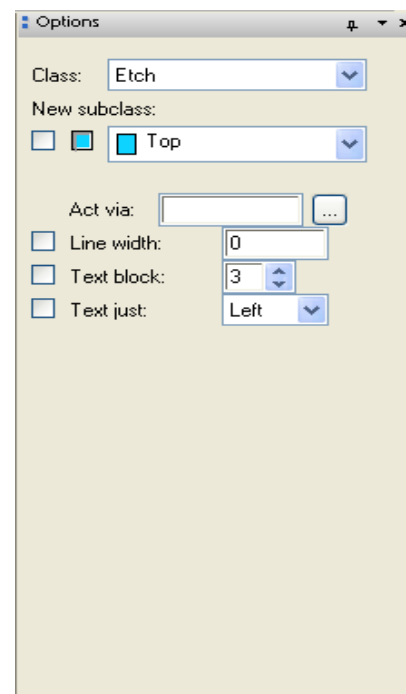 Options
Class: Etch
New subclass:
Top
Act via: ...
Line width: 0
Text block: 3
Text just: Left